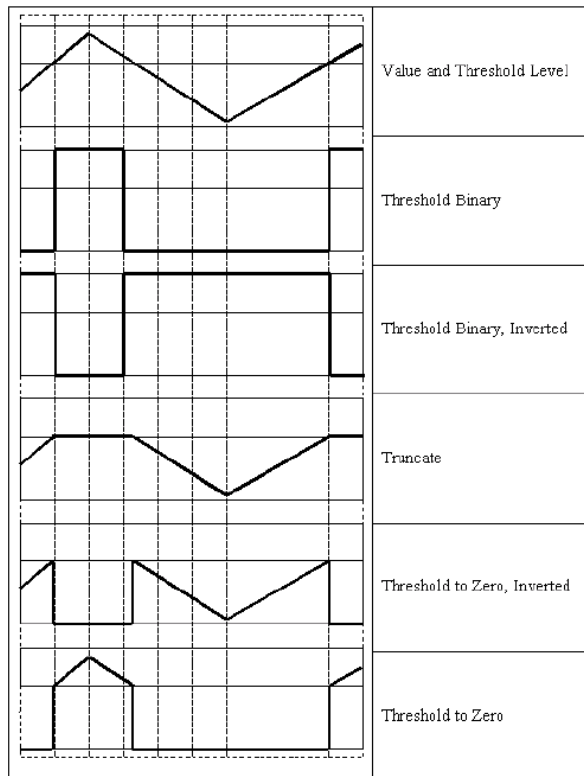 Value and Threshold Level
Threshold Binary
Threshold Binary, Inverted
Truncate
Threshold to Zero, Inverted
Threshold to Zero